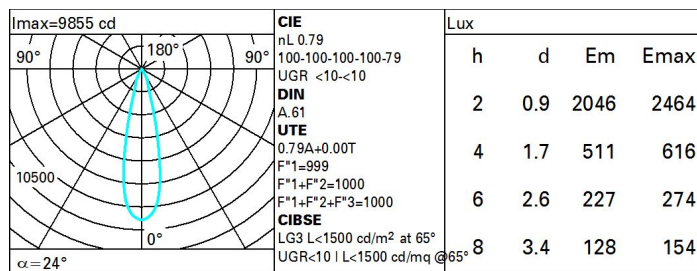 Imax=9855 cd
90° 180° 90°
10500
0°
α=24°
CIE
nL 0.79
100-100-100-100-79
UGR <10-<10
DIN
A.61
UTE
0.79A+0.00T
F"1=999
F"1+F"2=1000
F"1+F"2+F"3=1000
CIBSE
LG3 L<1500 cd/m² at 65°
UGR<10 | L<1500 cd/mq @65°
Lux
h d Em Emax
2 0.9 2046 2464
4 1.7 511 616
6 2.6 227 274
8 3.4 128 154